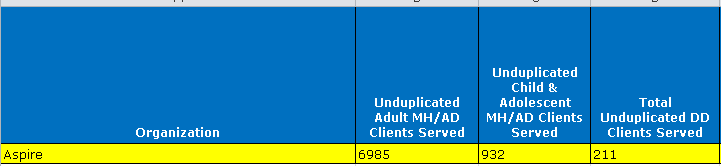 Organization
Unduplicated
Adult MH/AD
Clients Served
Unduplicated
Child &
Adolescent
MH/AD Clients
Served
Total
Unduplicated DD
Clients Served
Aspire 6985 932 211